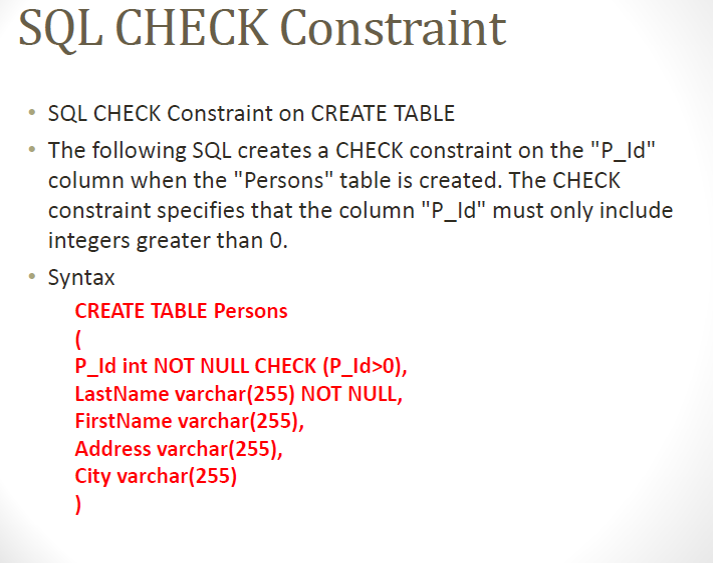 SQL CHECK Constraint
• SQL CHECK Constraint on CREATE TABLE
• The following SQL creates a CHECK constraint on the "P_Id"
column when the "Persons" table is created. The CHECK
constraint specifies that the column "P_Id" must only include
integers greater than 0.
• Syntax
CREATE TABLE Persons
(
P_Id int NOT NULL CHECK (P_Id>0),
LastName varchar(255) NOT NULL,
FirstName varchar(255),
Address varchar(255),
City varchar(255)
)